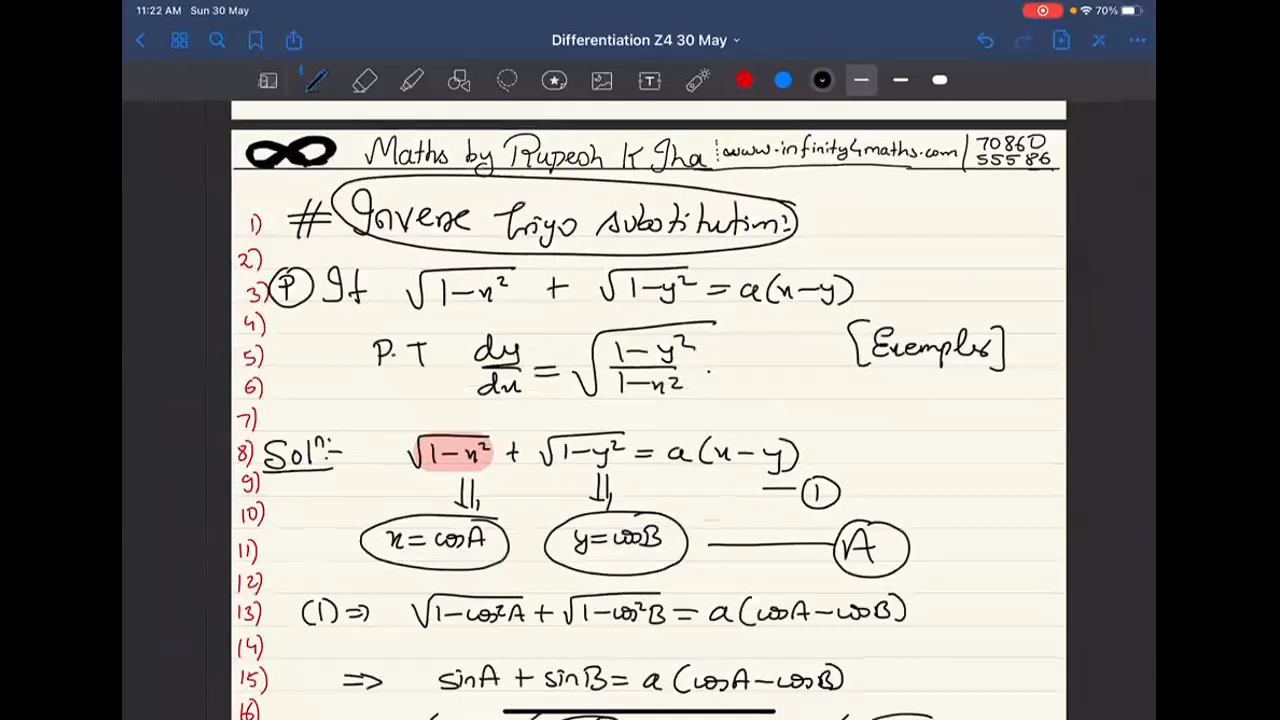 11:22 AM Sun 30 May 70%
Differentiation Z4 30 May
∞ Maths by Rupesh K Jha www.infinity4maths.com 70860
55586
1) # Inverse trigo substitution:
2)
3) (P) If √(1-x²) + √(1-y²) = a(x-y)
4)
5) P.T dy/dx = √((1-y²)/(1-x²)). [Exemplar]
6)
7)
8) Solⁿ:- √(1-x²) + √(1-y²) = a(x-y)
9) ⇓ ⇓ — ①
10)
11) x = cosA y = cosB — Ⓐ
12)
13) (1) ⇒ √(1-cos²A) + √(1-cos²B) = a(cosA-cosB)
14)
15) ⇒ sinA + sinB = a(cosA-cosB)
16)